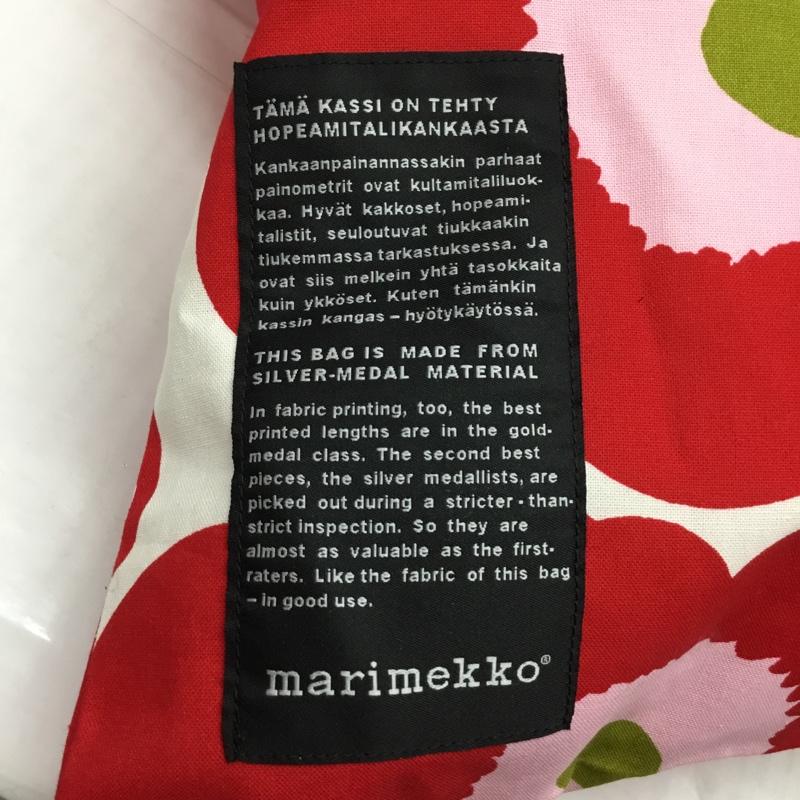 TÄMÄ KASSI ON TEHTY
HOPEAMITALIKANKAASTA
Kankaanpainannassakin parhaat
painometrit ovat kultamitaliluok-
kaa. Hyvät kakkoset, hopeami-
talistit, seuloutuvat tiukkaakin
tiukemmassa tarkastuksessa. Ja
ovat siis melkein yhtä tasokkaita
kuin ykköset. Kuten tämänkin
kassin kangas – hyötykäytössä.
THIS BAG IS MADE FROM
SILVER-MEDAL MATERIAL
In fabric printing, too, the best
printed lengths are in the gold-
medal class. The second best
pieces, the silver medallists, are
picked out during a stricter-than-
strict inspection. So they are
almost as valuable as the first-
raters. Like the fabric of this bag
– in good use.
marimekko®